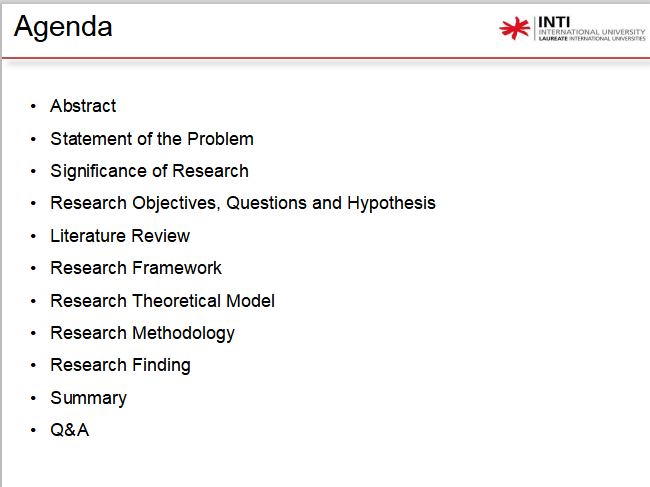 Agenda
INTI
INTERNATIONAL UNIVERSITY
LAUREATE INTERNATIONAL UNIVERSITIES
• Abstract
• Statement of the Problem
• Significance of Research
• Research Objectives, Questions and Hypothesis
• Literature Review
• Research Framework
• Research Theoretical Model
• Research Methodology
• Research Finding
• Summary
• Q&A